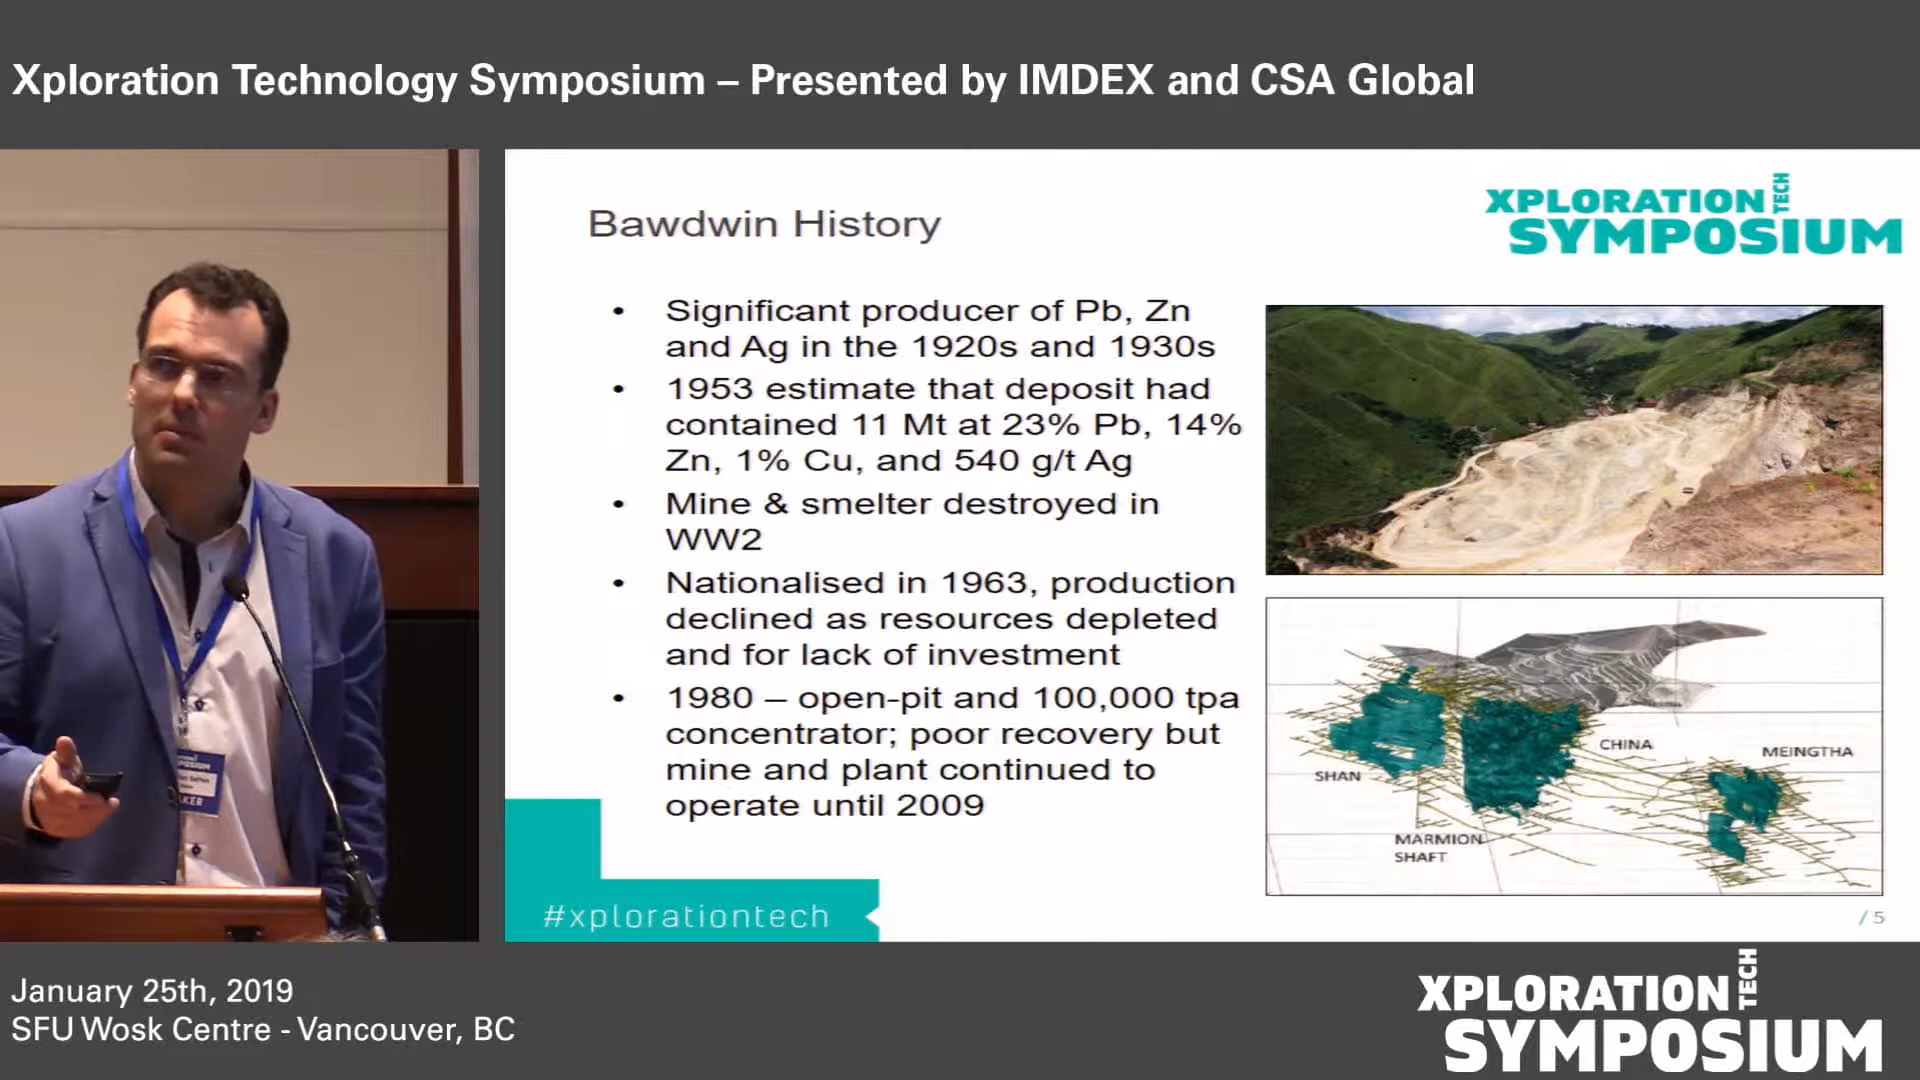 Xploration Technology Symposium – Presented by IMDEX and CSA Global
Bawdwin History
XPLORATION TECH
SYMPOSIUM
• Significant producer of Pb, Zn
and Ag in the 1920s and 1930s
• 1953 estimate that deposit had
contained 11 Mt at 23% Pb, 14%
Zn, 1% Cu, and 540 g/t Ag
• Mine & smelter destroyed in
WW2
• Nationalised in 1963, production
declined as resources depleted
and for lack of investment
• 1980 – open-pit and 100,000 tpa
concentrator; poor recovery but
mine and plant continued to
operate until 2009
CHINA
MEINGTHA
SHAN
MARMION
SHAFT
#xplorationtech
/ 5
January 25th, 2019
SFU Wosk Centre - Vancouver, BC
XPLORATION TECH
SYMPOSIUM